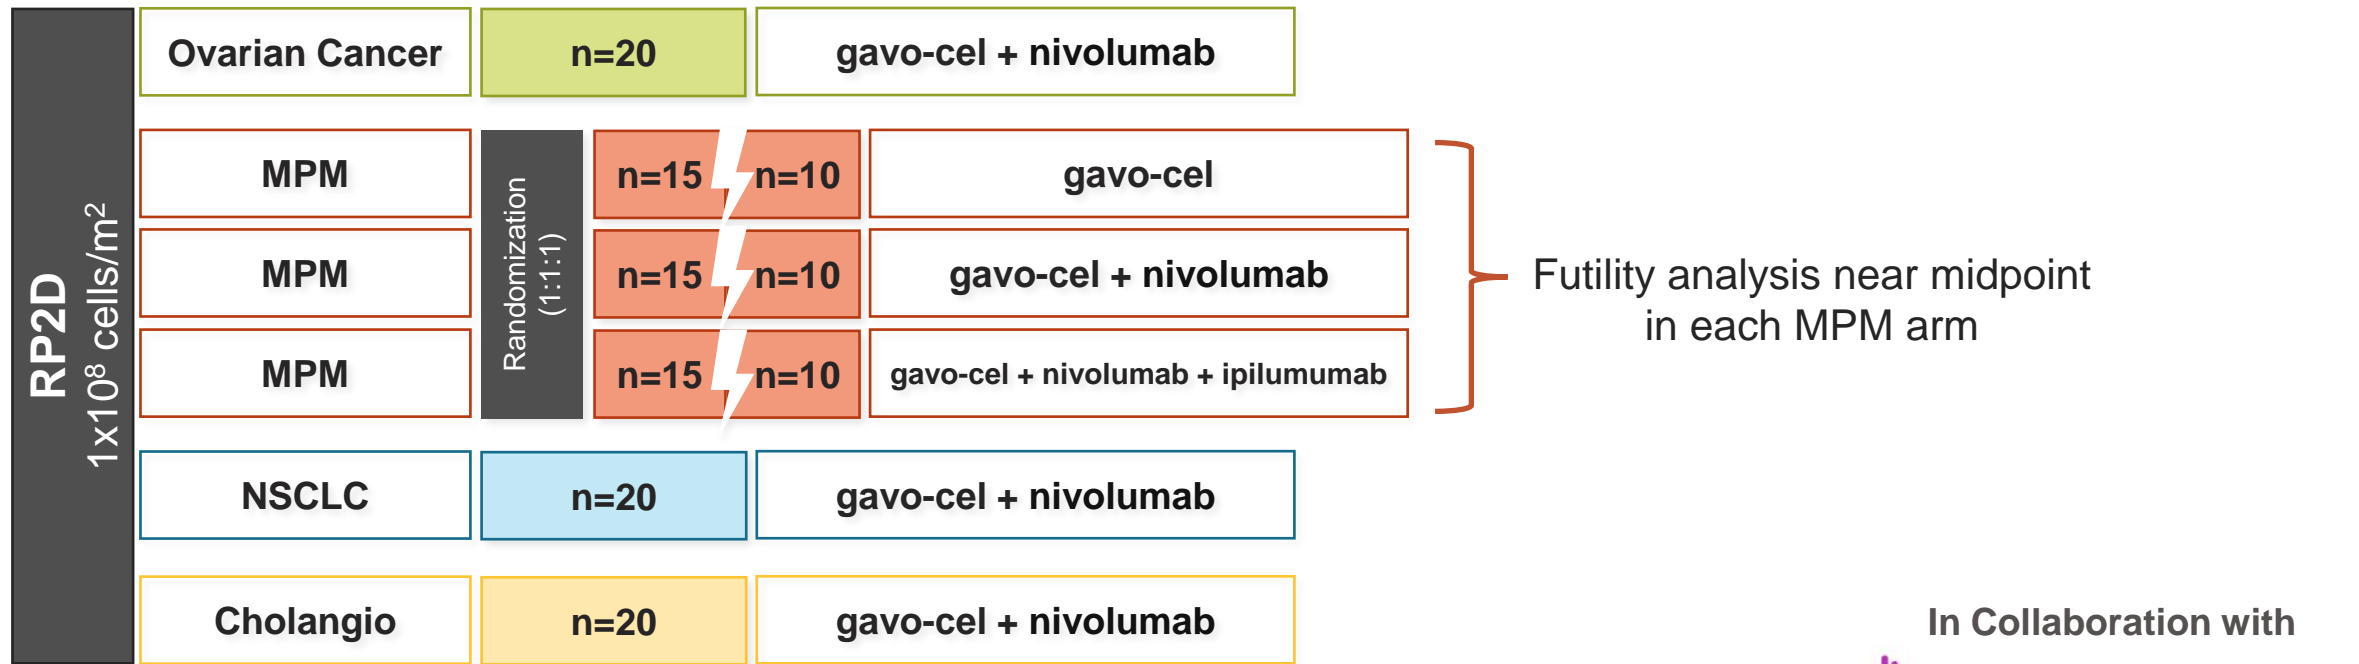 RP2D
1x10⁸ cells/m²
Ovarian Cancer
n=20
gavo-cel + nivolumab
Randomization
(1:1:1)
MPM
n=15
n=10
gavo-cel
MPM
n=15
n=10
gavo-cel + nivolumab
MPM
n=15
n=10
gavo-cel + nivolumab + ipilumumab
Futility analysis near midpoint
in each MPM arm
NSCLC
n=20
gavo-cel + nivolumab
Cholangio
n=20
gavo-cel + nivolumab
In Collaboration with